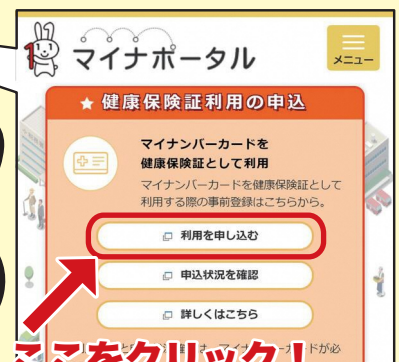 マイナポータル
メニュー
★ 健康保険証利用の申込
マイナンバーカードを
健康保険証として利用
マイナンバーカードを健康保険証として
利用する際の事前登録はこちらから。
利用を申し込む
申込状況を確認
詳しくはこちら
ここをクリック!